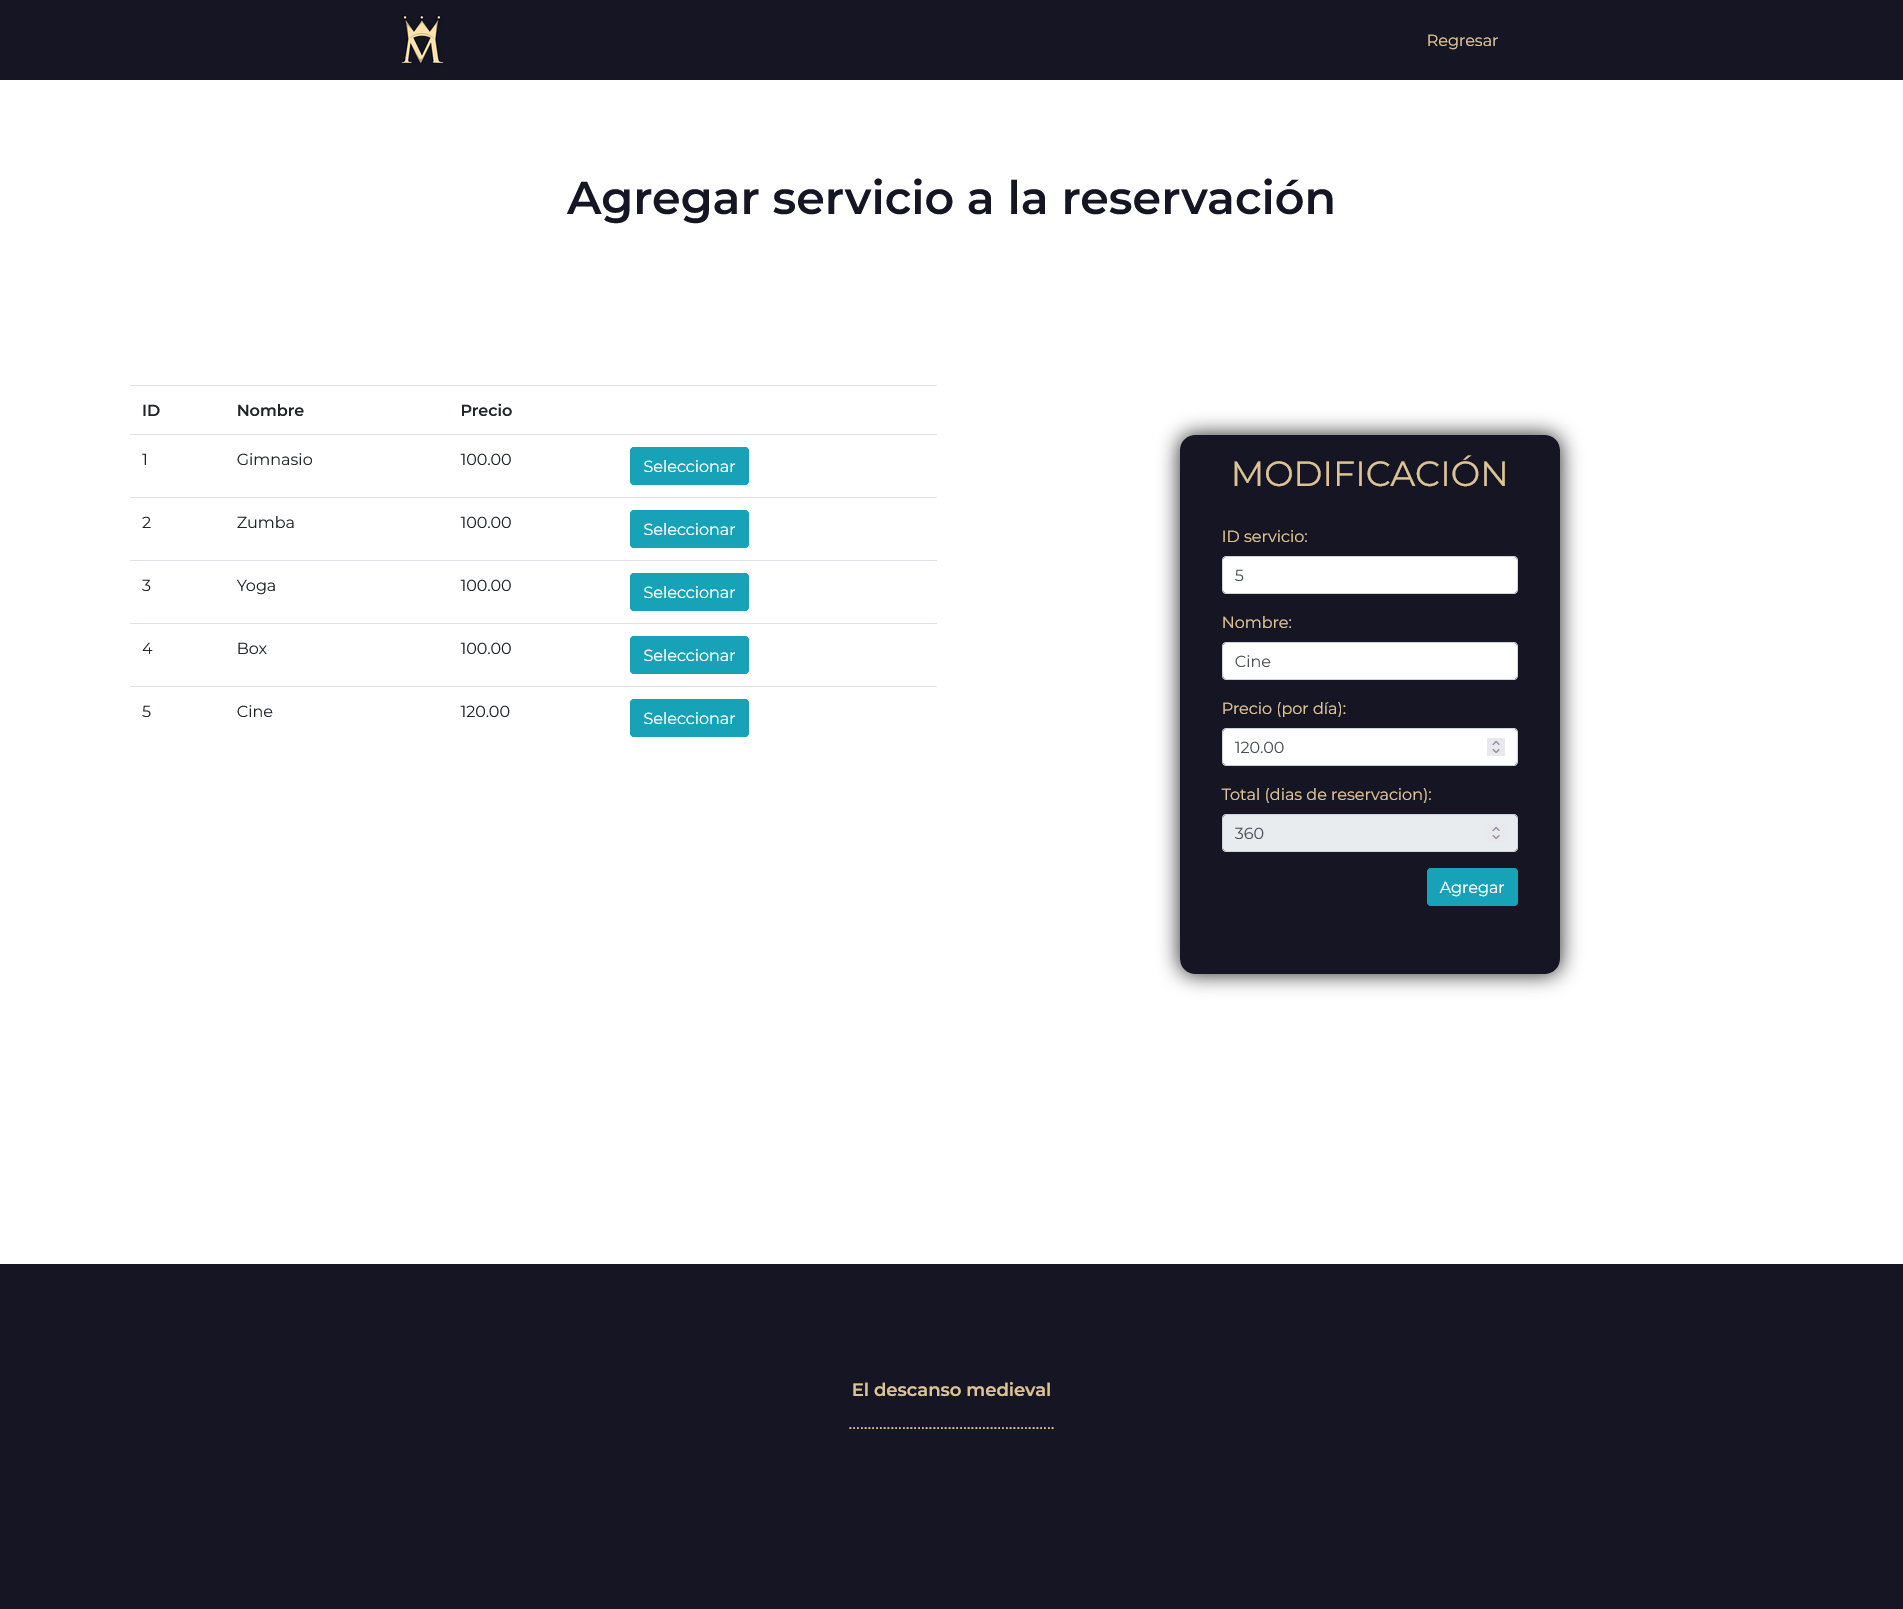 M
Regresar
Agregar servicio a la reservación
ID Nombre Precio
1 Gimnasio 100.00 Seleccionar
2 Zumba 100.00 Seleccionar
3 Yoga 100.00 Seleccionar
4 Box 100.00 Seleccionar
5 Cine 120.00 Seleccionar
MODIFICACIÓN
ID servicio:
5
Nombre:
Cine
Precio (por día):
120.00
Total (dias de reservacion):
360
Agregar
El descanso medieval